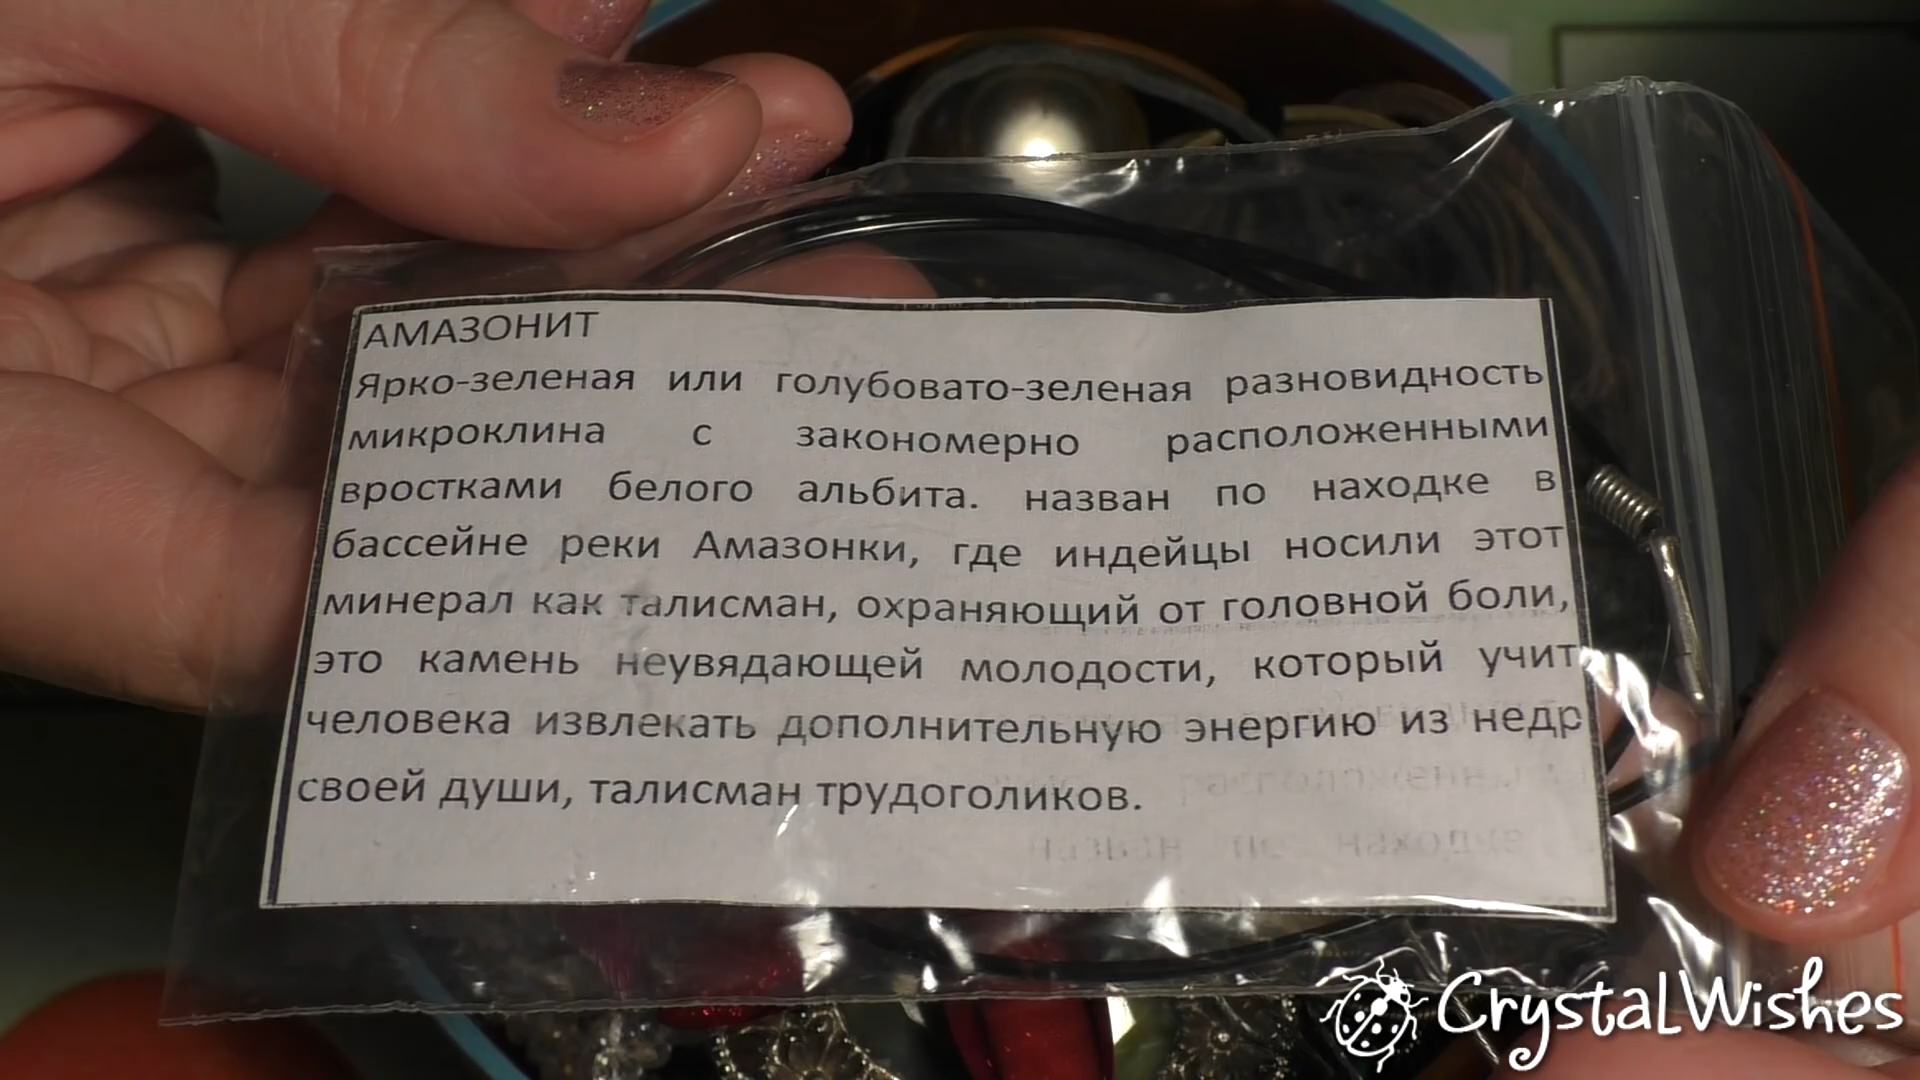 АМАЗОНИТ
Ярко-зеленая или голубовато-зеленая разновидность
микроклина с закономерно расположенными
вростками белого альбита. назван по находке в
бассейне реки Амазонки, где индейцы носили этот
минерал как талисман, охраняющий от головной боли,
это камень неувядающей молодости, который учит
человека извлекать дополнительную энергию из недр
своей души, талисман трудоголиков.
CrystalWishes